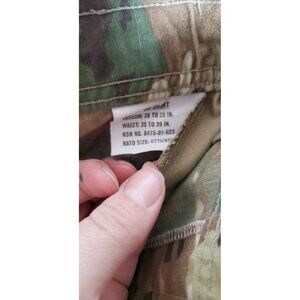 INSEAM: 26 TO 29 IN.
WAIST: 35 TO 39 IN.
NSN NO. 8415-01-623
NATO SIZE: